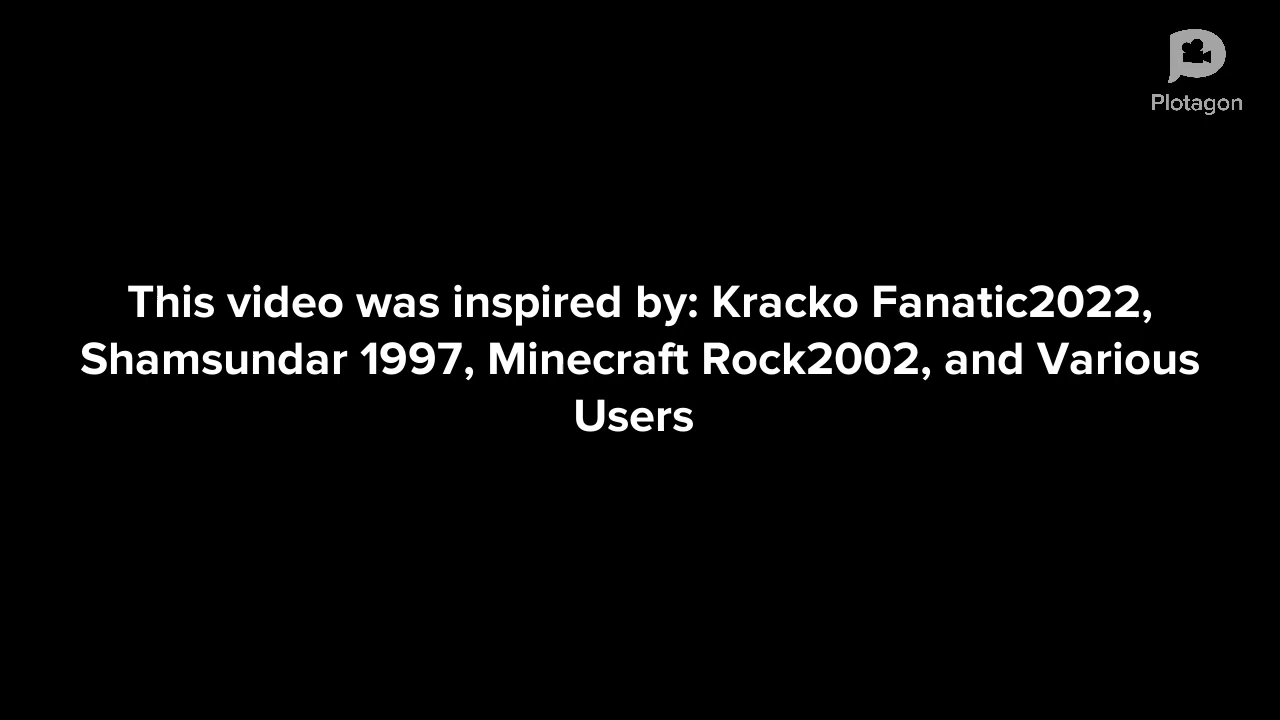 Plotagon
This video was inspired by: Kracko Fanatic2022,
Shamsundar 1997, Minecraft Rock2002, and Various
Users